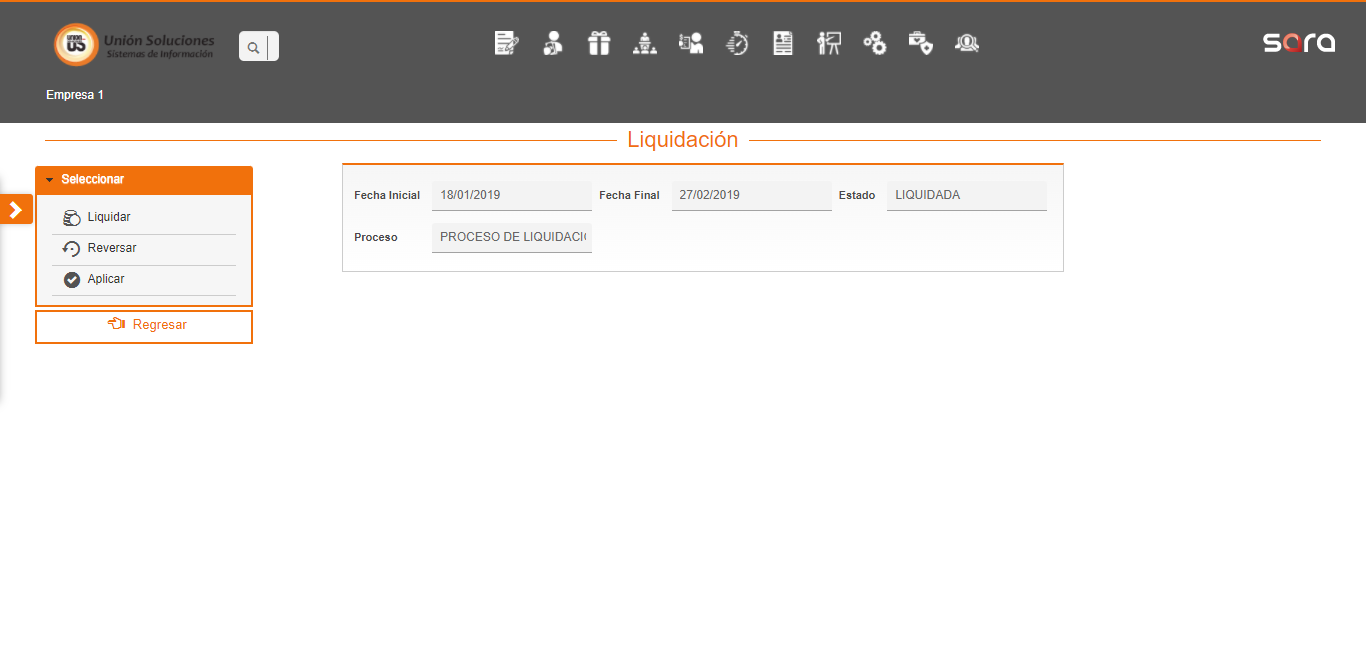 UNION
US
Unión Soluciones
Sistemas de Información
sara
Empresa 1
Liquidación
Seleccionar
Liquidar
Reversar
Aplicar
Regresar
Fecha Inicial 18/01/2019 Fecha Final 27/02/2019 Estado LIQUIDADA
Proceso PROCESO DE LIQUIDACI